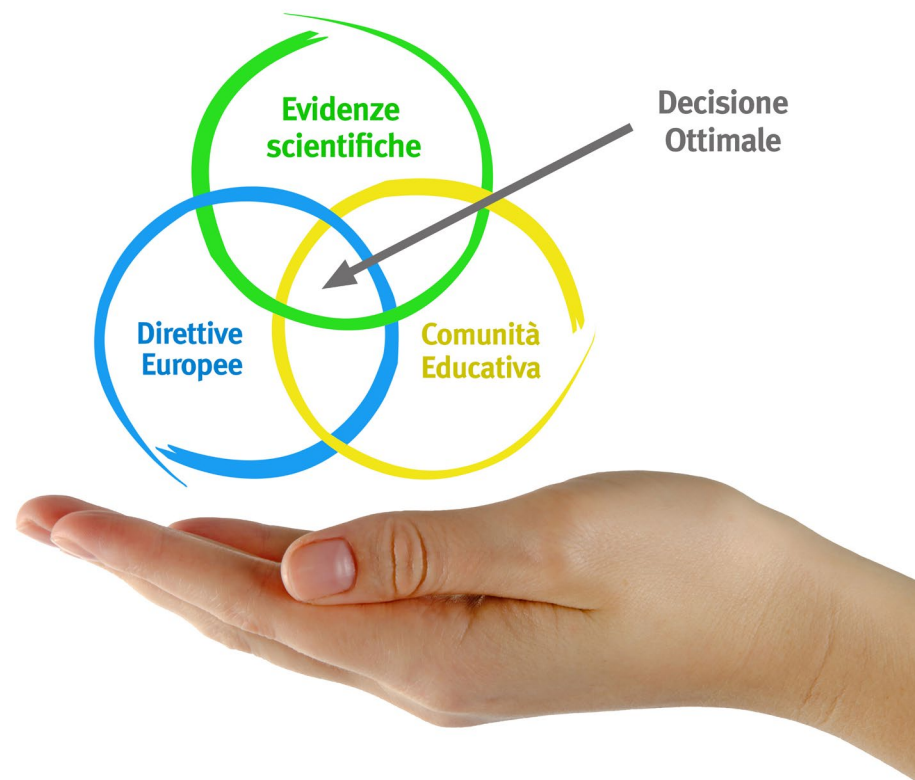 Evidenze
scientifiche
Decisione
Ottimale
Direttive
Europee
Comunità
Educativa